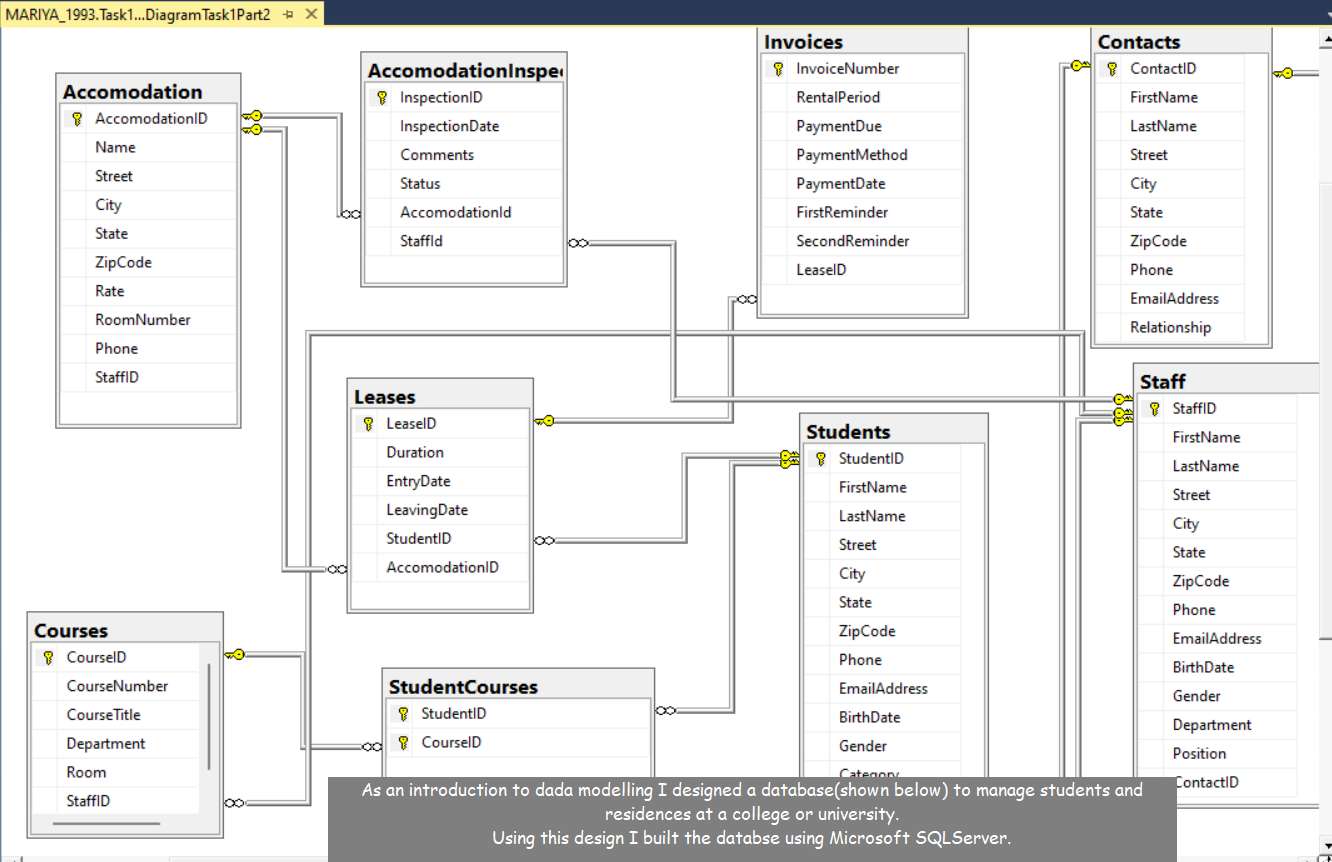 MARIYA_1993.Task1...DiagramTask1Part2
Accomodation
AccomodationID
Name
Street
City
State
ZipCode
Rate
RoomNumber
Phone
StaffID
AccomodationInspe
InspectionID
InspectionDate
Comments
Status
AccomodationId
StaffId
Invoices
InvoiceNumber
RentalPeriod
PaymentDue
PaymentMethod
PaymentDate
FirstReminder
SecondReminder
LeaseID
Contacts
ContactID
FirstName
LastName
Street
City
State
ZipCode
Phone
EmailAddress
Relationship
Leases
LeaseID
Duration
EntryDate
LeavingDate
StudentID
AccomodationID
Students
StudentID
FirstName
LastName
Street
City
State
ZipCode
Phone
EmailAddress
BirthDate
Gender
Category
Staff
StaffID
FirstName
LastName
Street
City
State
ZipCode
Phone
EmailAddress
BirthDate
Gender
Department
Position
ContactID
Courses
CourseID
CourseNumber
CourseTitle
Department
Room
StaffID
StudentCourses
StudentID
CourseID
As an introduction to dada modelling I designed a database(shown below) to manage students and
residences at a college or university.
Using this design I built the databse using Microsoft SQLServer.